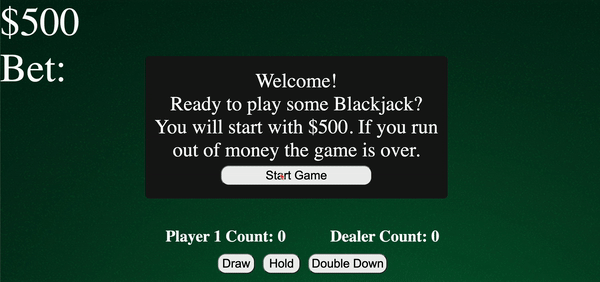 $500
Bet:
Welcome!
Ready to play some Blackjack?
You will start with $500. If you run
out of money the game is over.
Start Game
Player 1 Count: 0 Dealer Count: 0
Draw Hold Double Down